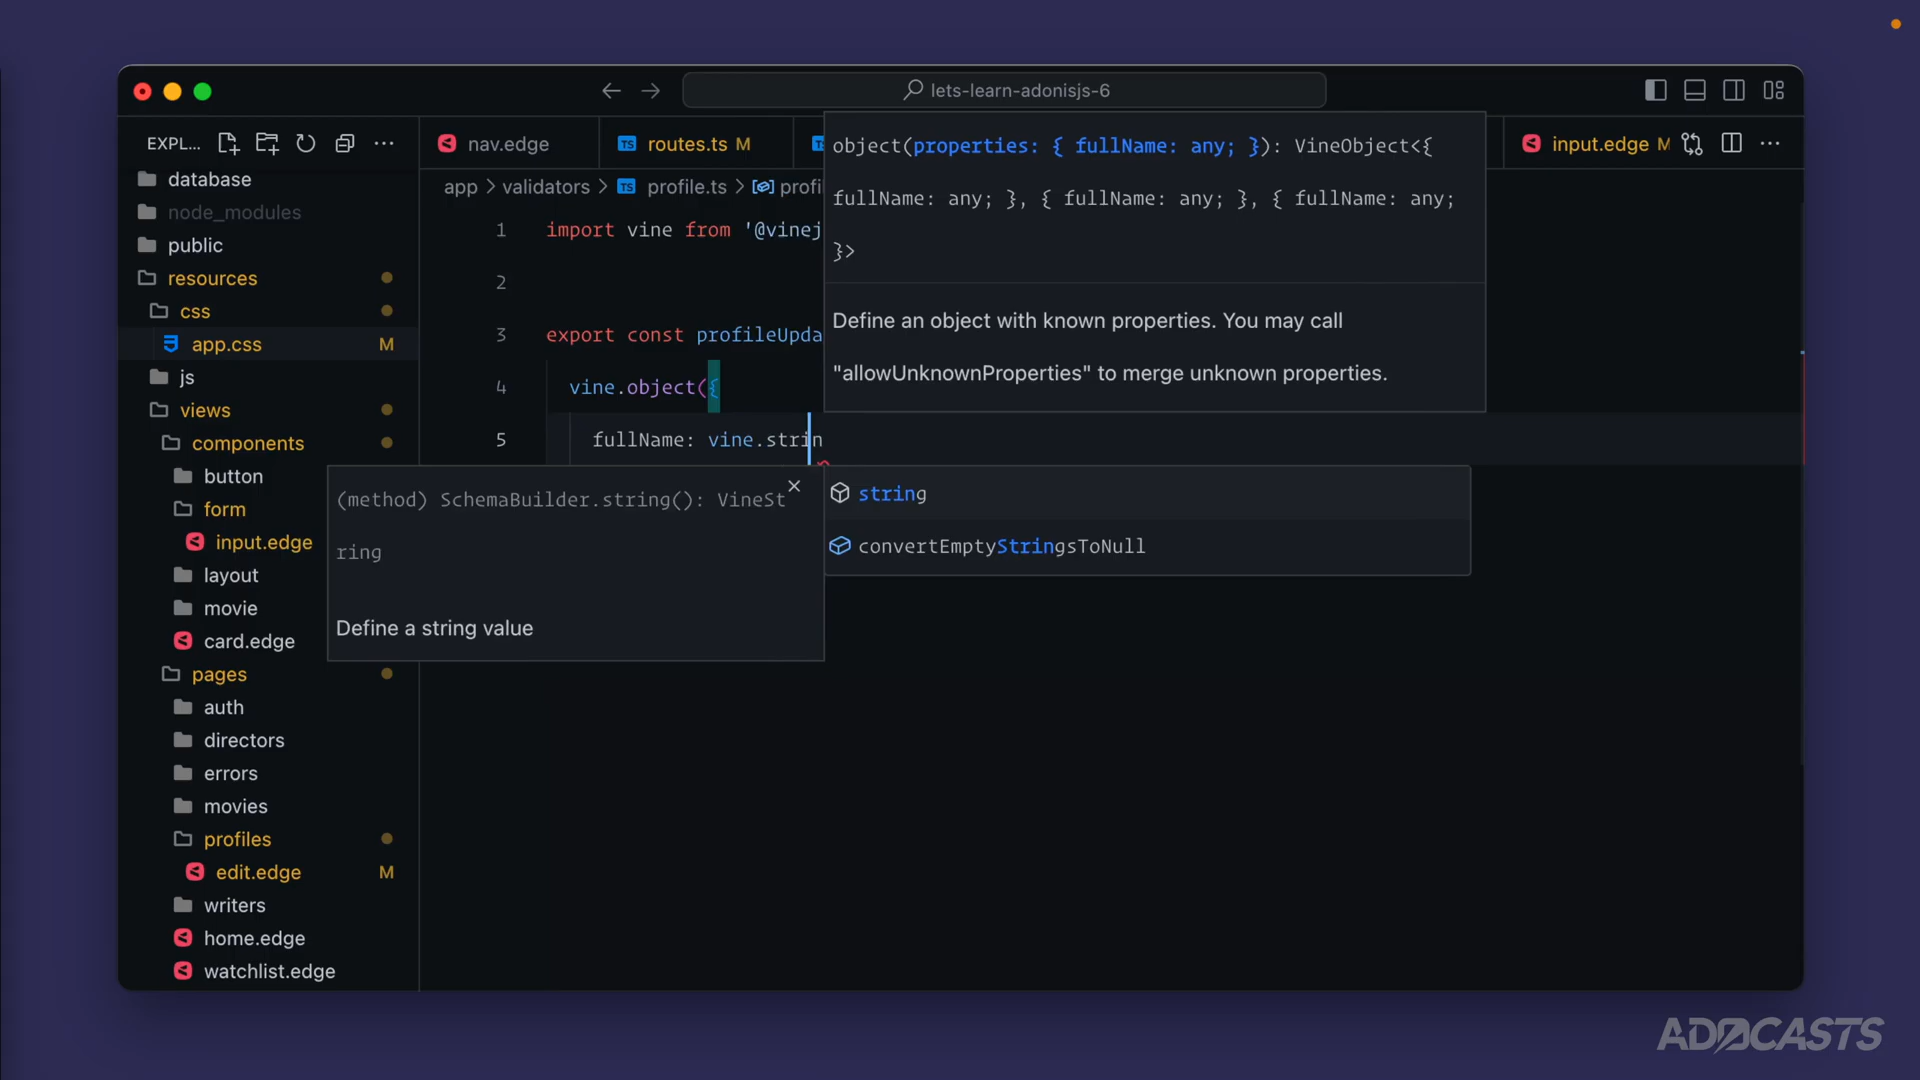 lets-learn-adonisjs-6
EXPL...
nav.edge
routes.ts M
input.edge M
database
node_modules
public
resources
css
app.css M
js
views
components
button
form
input.edge
layout
movie
card.edge
pages
auth
directors
errors
movies
profiles
edit.edge M
writers
home.edge
watchlist.edge
app > validators > TS profile.ts > profi
1 import vine from '@vinej
2
3 export const profileUpda
4 vine.object({
5 fullName: vine.strin
object(properties: { fullName: any; }): VineObject<{
fullName: any; }, { fullName: any; }, { fullName: any;
}>
Define an object with known properties. You may call
"allowUnknownProperties" to merge unknown properties.
(method) SchemaBuilder.string(): VineSt
ring
Define a string value
string
convertEmptyStringsToNull
ADOCASTS